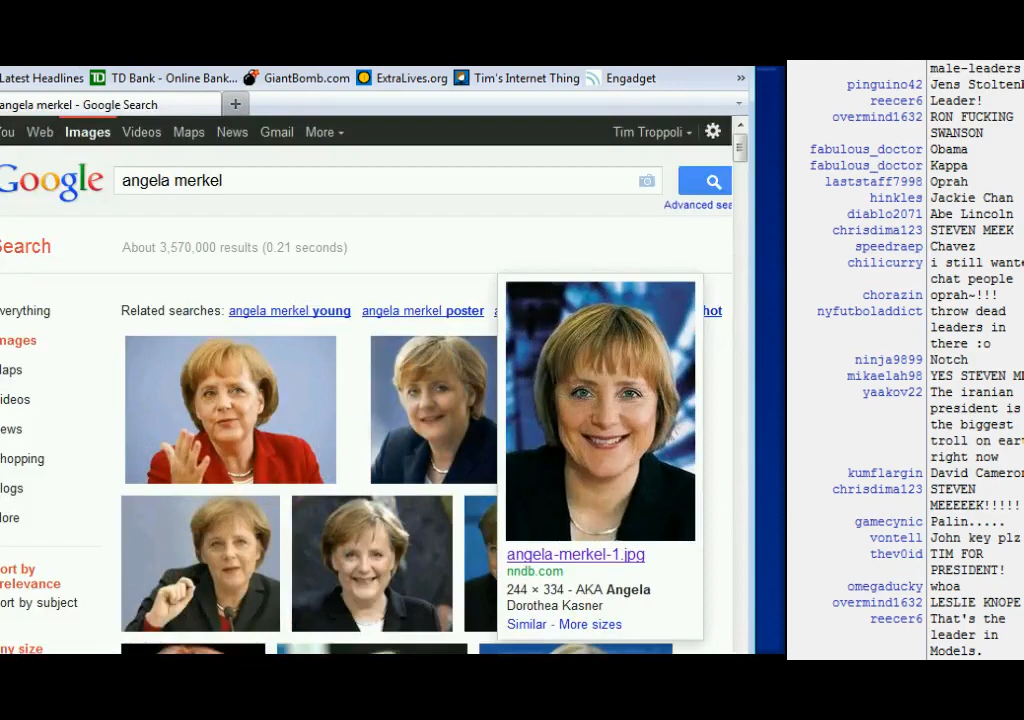 Latest Headlines TD TD Bank - Online Bank... GiantBomb.com ExtraLives.org Tim's Internet Thing Engadget »
angela merkel - Google Search +
You Web Images Videos Maps News Gmail More Tim Troppoli
Google angela merkel
Advanced sea
Search About 3,570,000 results (0.21 seconds)
Related searches: angela merkel young angela merkel poster hot
verything
mages
aps
ideos
ews
hopping
logs
ore
ort by
relevance
ort by subject
ny size
angela-merkel-1.jpg
nndb.com
244 × 334 - AKA Angela
Dorothea Kasner
Similar - More sizes
male-leaders
pinguino42 Jens Stolten
reecer6 Leader!
overmind1632 RON FUCKING
SWANSON
fabulous_doctor Obama
fabulous_doctor Kappa
laststaff7998 Oprah
hinkles Jackie Chan
diablo2071 Abe Lincoln
chrisdima123 STEVEN MEEK
speedraep Chavez
chilicurry i still wante
chat people
chorazin oprah~!!!
nyfutboladdict throw dead
leaders in
there :o
ninja9899 Notch
mikaelah98 YES STEVEN M
yaakov22 The iranian
president is
the biggest
troll on ear
right now
kumflargin David Cameron
chrisdima123 STEVEN
MEEEEEK!!!!!
gamecynic Palin.....
vontell John key plz
thev0id TIM FOR
PRESIDENT!
omegaducky whoa
overmind1632 LESLIE KNOPE
reecer6 That's the
leader in
Models.